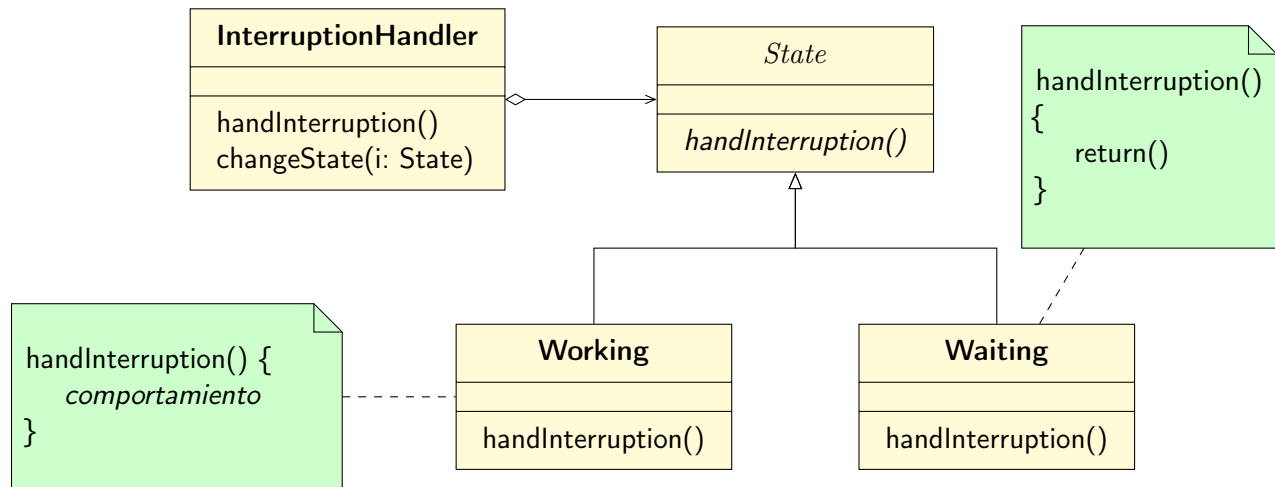 InterruptionHandler
handInterruption()
changeState(i: State)
State
handInterruption()
handInterruption()
{
return()
}
handInterruption() {
comportamiento
}
Working
handInterruption()
Waiting
handInterruption()